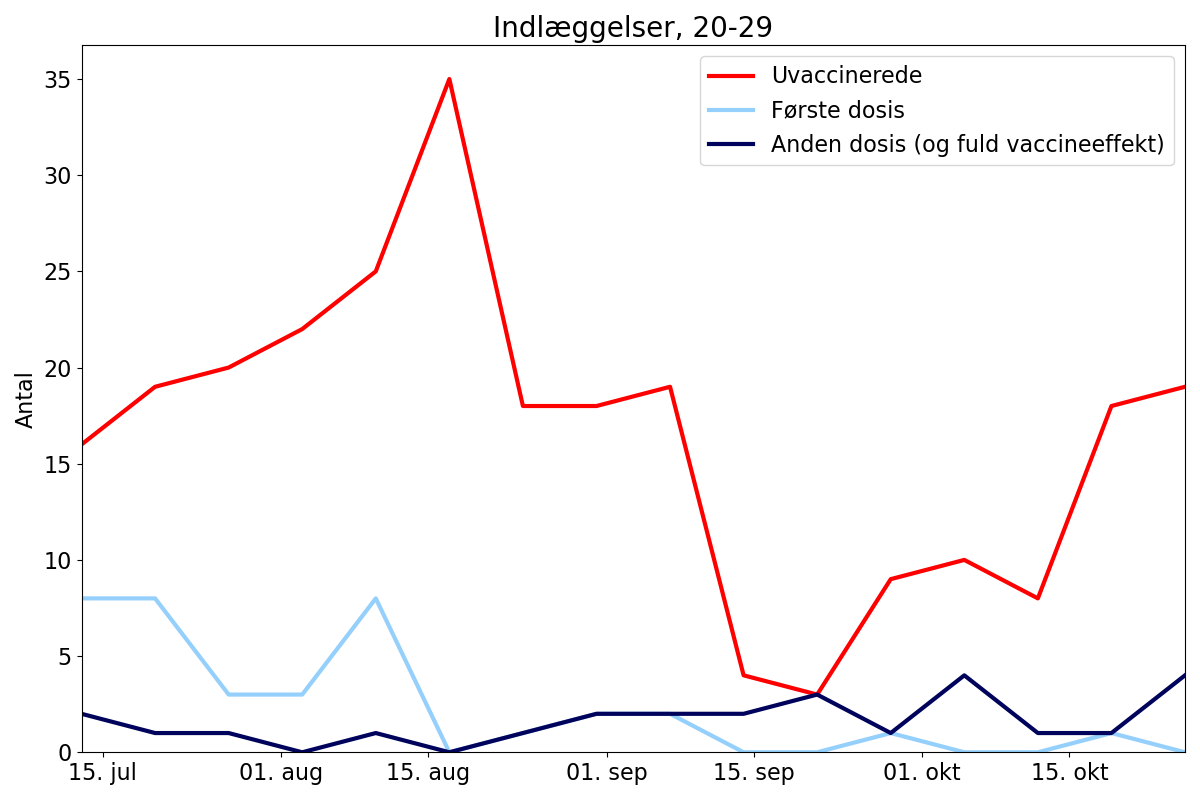 Indlæggelser, 20-29
Uvaccinerede
Første dosis
Anden dosis (og fuld vaccineeffekt)
Antal
35
30
25
20
15
10
5
0
15. jul
01. aug
15. aug
01. sep
15. sep
01. okt
15. okt